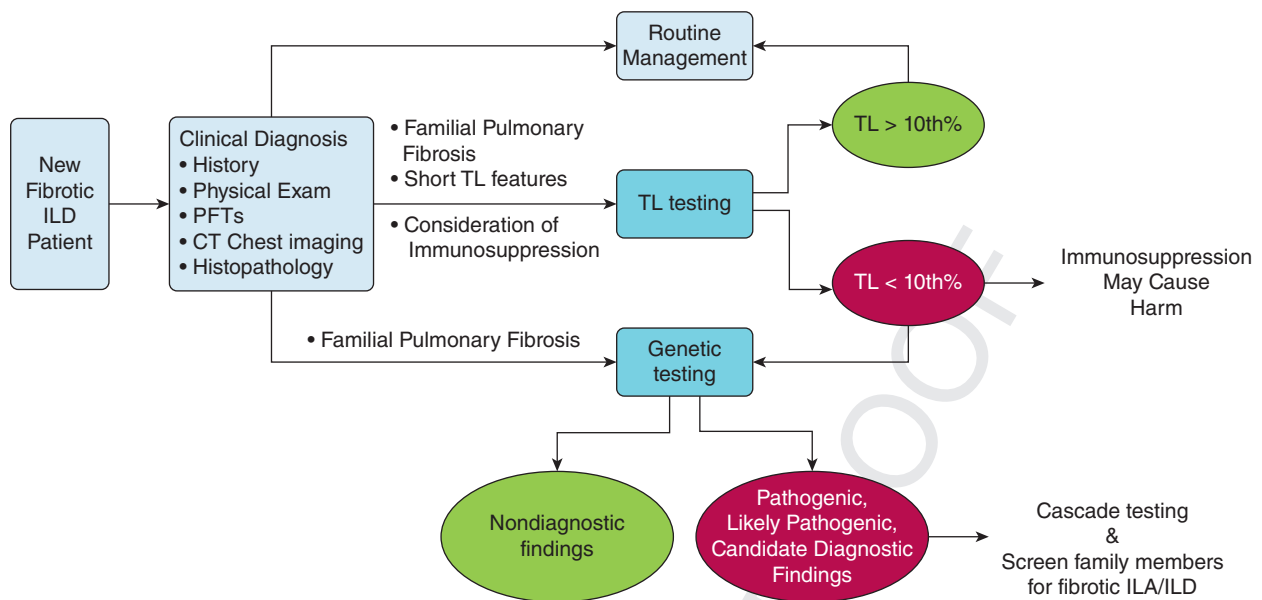 New
Fibrotic
ILD
Patient
Clinical Diagnosis
• History
• Physical Exam
• PFTs
• CT Chest imaging
• Histopathology
Routine
Management
• Familial Pulmonary
Fibrosis
• Short TL features
• Consideration of
Immunosuppression
TL testing
TL > 10th%
TL < 10th%
Immunosuppression
May Cause
Harm
• Familial Pulmonary Fibrosis
Genetic
testing
Nondiagnostic
findings
Pathogenic,
Likely Pathogenic,
Candidate Diagnostic
Findings
Cascade testing
&
Screen family members
for fibrotic ILA/ILD
OOF